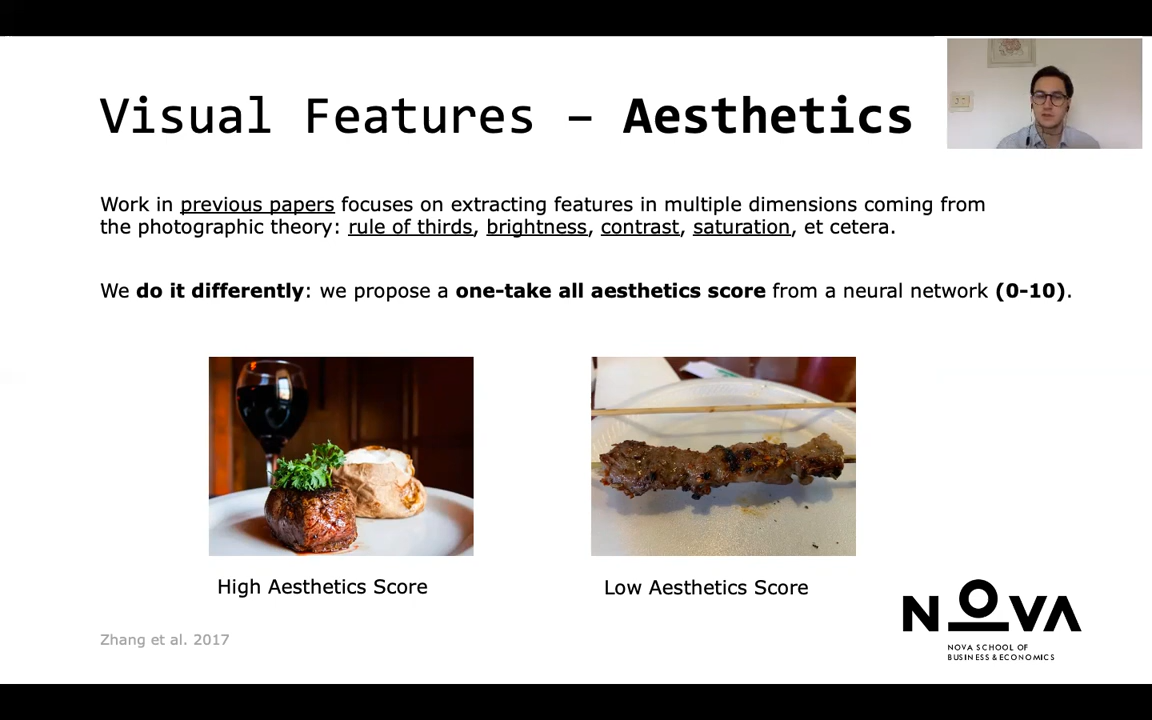 Visual Features – Aesthetics
Work in previous papers focuses on extracting features in multiple dimensions coming from
the photographic theory: rule of thirds, brightness, contrast, saturation, et cetera.
We do it differently: we propose a one-take all aesthetics score from a neural network (0-10).
High Aesthetics Score
Low Aesthetics Score
Zhang et al. 2017
NOVA
NOVA SCHOOL OF
BUSINESS & ECONOMICS